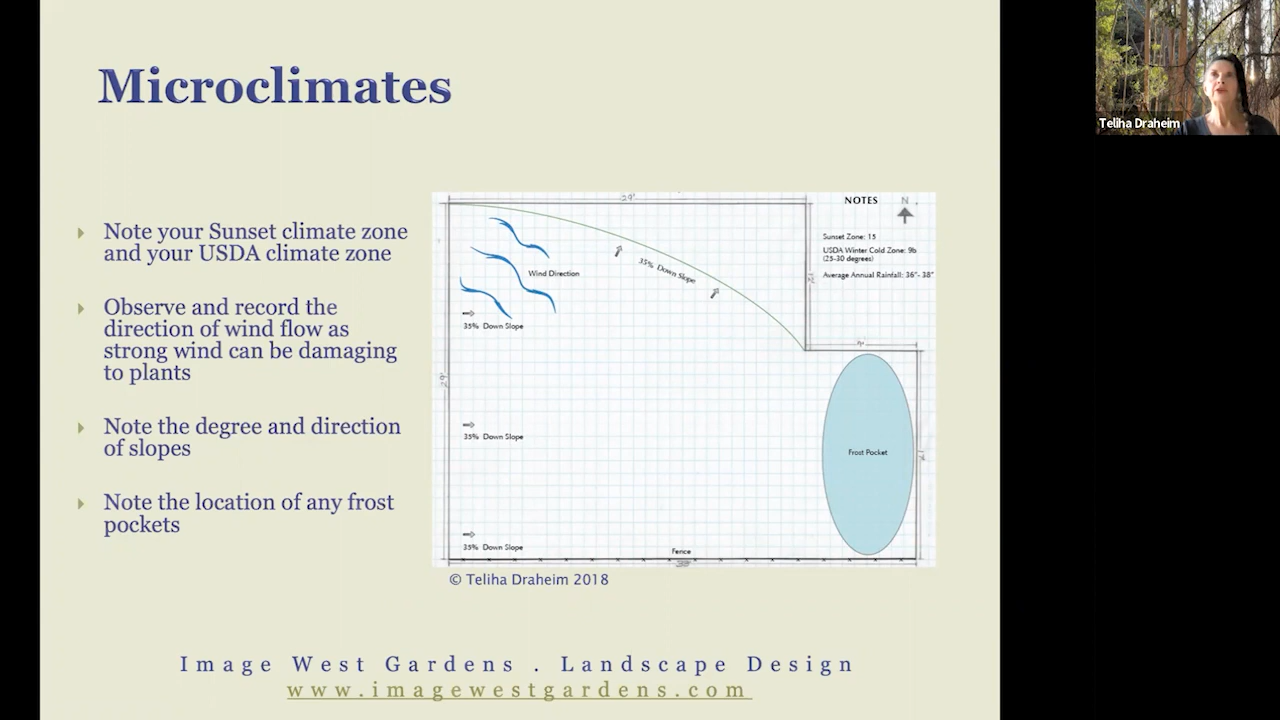 Microclimates
Teliha Draheim
Note your Sunset climate zone
and your USDA climate zone
Observe and record the
direction of wind flow as
strong wind can be damaging
to plants
Note the degree and direction
of slopes
Note the location of any frost
pockets
29'
NOTES
N
Sunset Zone: 15
USDA Winter Cold Zone: 9b
(25-30 degrees)
Average Annual Rainfall: 36"- 38"
Wind Direction
35% Down Slope
35% Down Slope
35% Down Slope
35% Down Slope
Frost Pocket
Fence
© Teliha Draheim 2018
Image West Gardens . Landscape Design
www.imagewestgardens.com